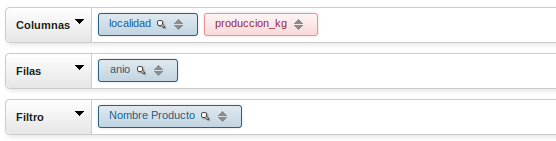 Columnas localidad produccion_kg
Filas anio
Filtro Nombre Producto